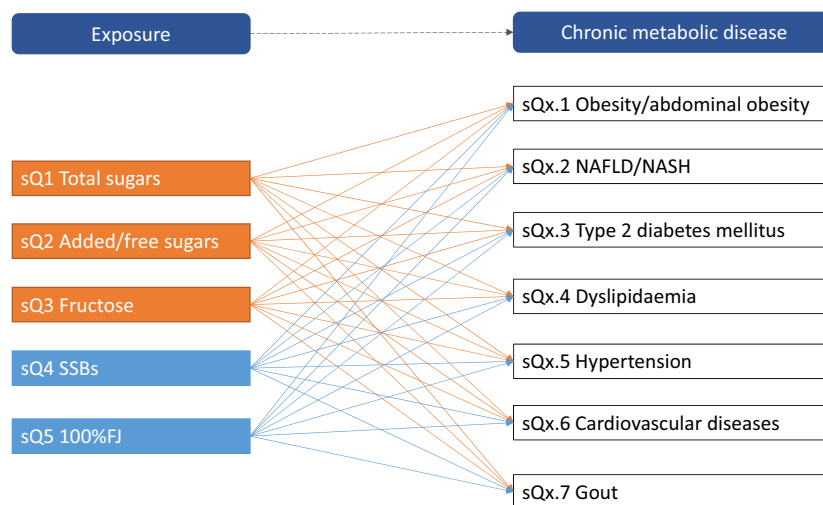 Exposure
Chronic metabolic disease
sQx.1 Obesity/abdominal obesity
sQ1 Total sugars
sQx.2 NAFLD/NASH
sQ2 Added/free sugars
sQx.3 Type 2 diabetes mellitus
sQ3 Fructose
sQx.4 Dyslipidaemia
sQ4 SSBs
sQx.5 Hypertension
sQ5 100%FJ
sQx.6 Cardiovascular diseases
sQx.7 Gout